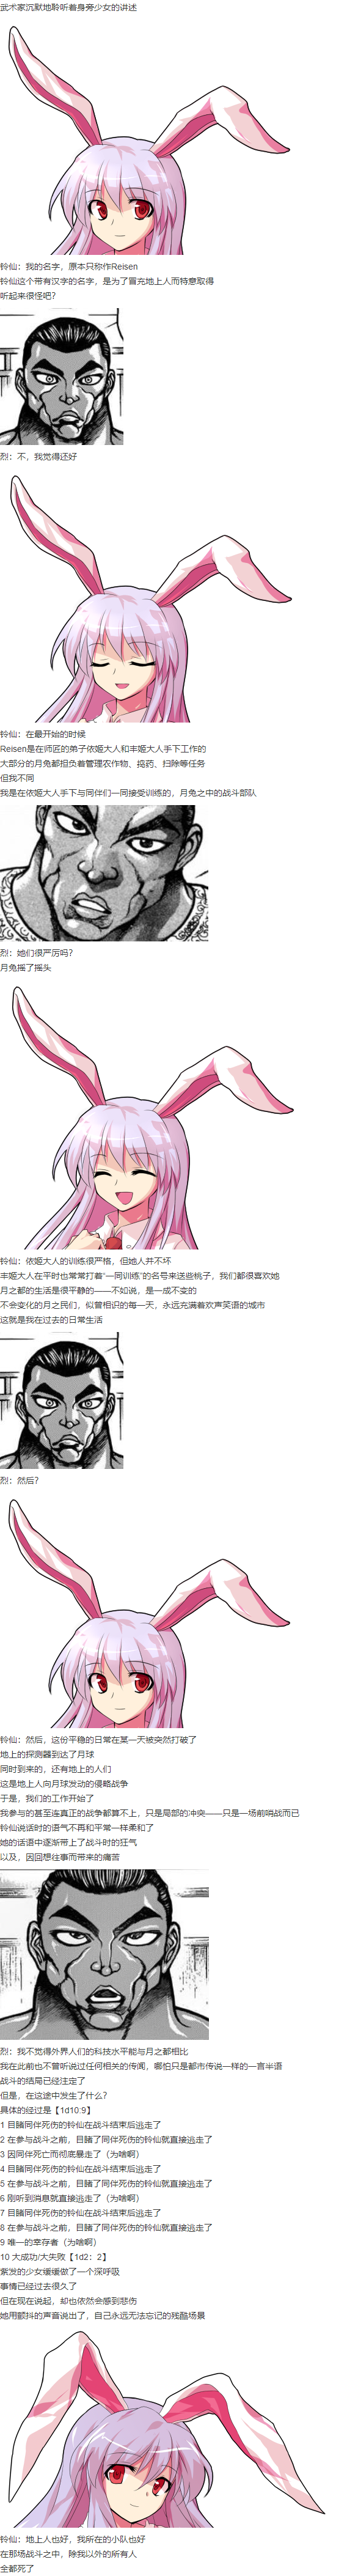 武术家沉默地聆听着身旁少女的讲述
铃仙：我的名字，原本只称作Reisen
铃仙这个带有汉字的名字，是为了冒充地上人而特意取得
听起来很怪吧？
烈：不，我觉得还好
铃仙：在最开始的时候
Reisen是在师匠的弟子依姬大人和丰姬大人手下工作的
大部分的月兔都担负着管理农作物、捣药、扫除等任务
但我不同
我是在依姬大人手下与同伴们一同接受训练的，月兔之中的战斗部队
烈：她们很严厉吗？
月兔摇了摇头
铃仙：依姬大人的训练很严格，但她人并不坏
丰姬大人在平时也常常打着“一同训练”的名号来送些桃子，我们都很喜欢她
月之都的生活是很平静的——不如说，是一成不变的
不会变化的月之民们，似曾相识的每一天，永远充满着欢声笑语的城市
这就是我在过去的日常生活
烈：然后？
铃仙：然后，这份平稳的日常在某一天被突然打破了
地上的探测器到达了月球
同时到来的，还有地上的人们
这是地上人向月球发动的侵略战争
于是，我们的工作开始了
我参与的甚至连真正的战争都算不上，只是局部的冲突——只是一场前哨战而已
铃仙说话时的语气不再和平常一样柔和了
她的话语中逐渐带上了战斗时的狂气
以及，因回想往事而带来的痛苦
烈：我不觉得外界人们的科技水平能与月之都相比
我在此前也不曾听说过任何相关的传闻，哪怕只是都市传说一样的一言半语
战斗的结局已经注定了
但是，在这途中发生了什么？
具体的经过是【1d10:9】
1 目睹同伴死伤的铃仙在战斗结束后逃走了
2 在参与战斗之前，目睹了同伴死伤的铃仙就直接逃走了
3 因同伴死亡而彻底暴走了（为啥啊）
4 目睹同伴死伤的铃仙在战斗结束后逃走了
5 在参与战斗之前，目睹了同伴死伤的铃仙就直接逃走了
6 刚听到消息就直接逃走了（为啥啊）
7 目睹同伴死伤的铃仙在战斗结束后逃走了
8 在参与战斗之前，目睹了同伴死伤的铃仙就直接逃走了
9 唯一的幸存者（为啥啊）
10 大成功/大失败【1d2：2】
紫发的少女缓缓做了一个深呼吸
事情已经过去很久了
但在现在说起，却也依然会感到悲伤
她用颤抖的声音说出了，自己永远无法忘记的残酷场景
铃仙：地上人也好，我所在的小队也好
在那场战斗之中，除我以外的所有人
全都死了